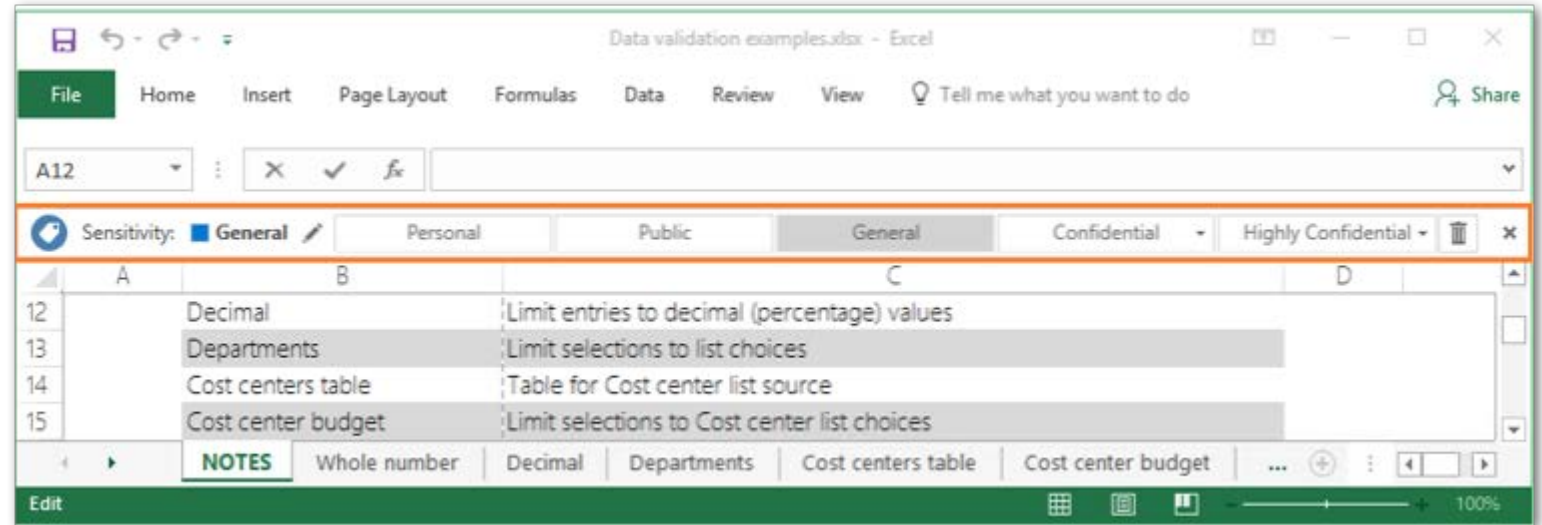 Data validation examples.xlsx - Excel
File Home Insert Page Layout Formulas Data Review View Tell me what you want to do Share
A12 fx
Sensitivity: General Personal Public General Confidential Highly Confidential
A B C D
12 Decimal Limit entries to decimal (percentage) values
13 Departments Limit selections to list choices
14 Cost centers table Table for Cost center list source
15 Cost center budget Limit selections to Cost center list choices
NOTES Whole number Decimal Departments Cost centers table Cost center budget ...
Edit 100%